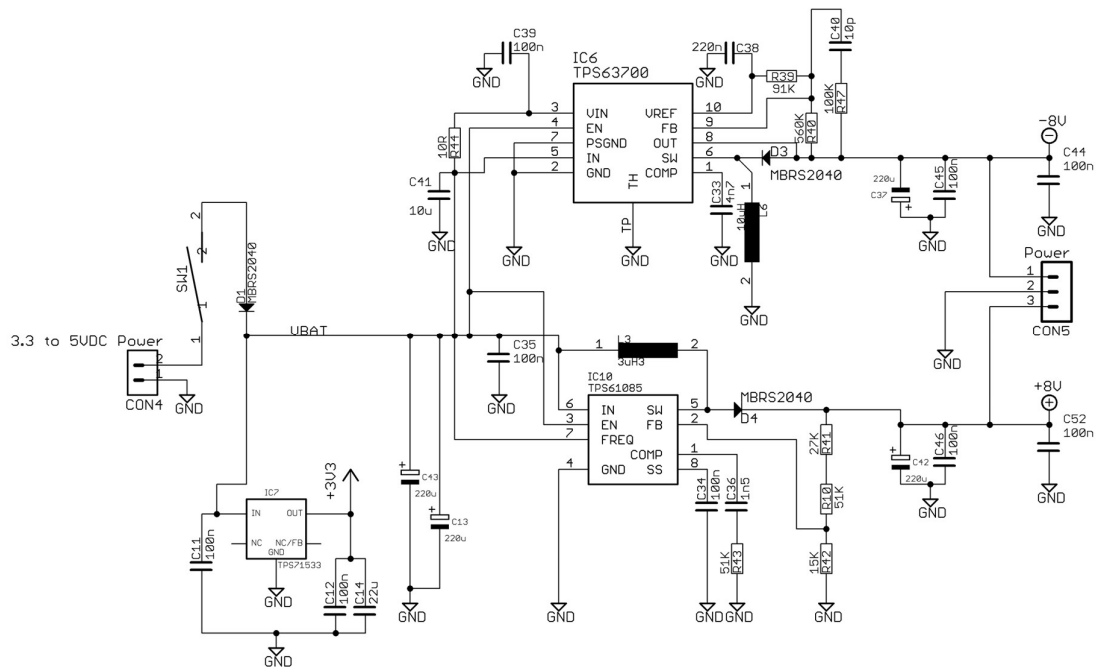 C39
100n
GND
220n
C38
GND
C40
10p
IC6
TPS63700
R39
91K
100K
R47
560K
R40
3
VIN
VREF
10
4
EN
FB
9
7
PSGND
OUT
8
5
IN
SW
6
2
GND
COMP
1
TH
TP
10R
R44
D3
MBRS2040
-8V
C44
100n
220u
C37
C45
100n
GND
GND
C41
10u
GND
GND
GND
C33
4n7
GND
1
10uH
L6
2
GND
Power
1
2
3
CON5
GND
2
2
SW1
1
1
D1
MBRS2040
3.3 to 5VDC Power
2
1
CON4
GND
VBAT
C35
100n
GND
1
L3
2
3uH3
IC10
TPS61085
6
IN
SW
5
3
EN
FB
2
7
FREQ
COMP
1
4
GND
SS
8
MBRS2040
D4
+8V
C52
100n
27K
R41
R10
51K
15K
R42
C42
220u
C46
100n
GND
GND
C34
100n
C36
1n5
51K
R43
GND
GND
GND
GND
+3V3
IC7
IN
OUT
NC
NC/FB
GND
TPS71533
C11
100n
GND
C12
100n
C14
22u
GND
C43
220u
C13
220u
GND